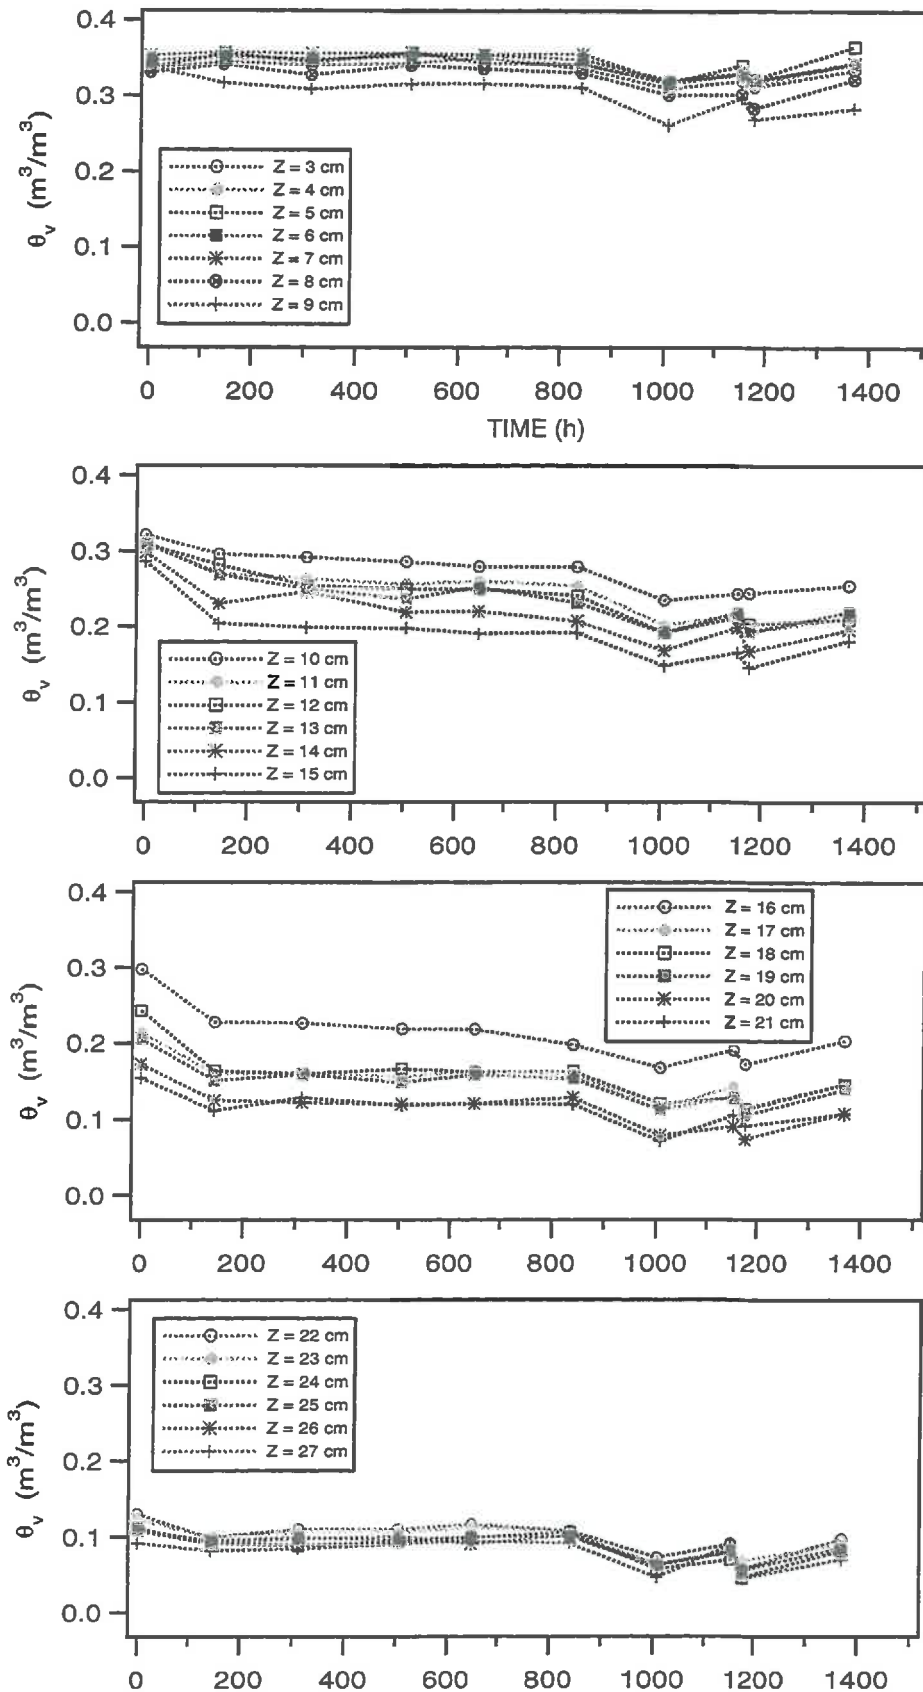 0.4
0.3
0.2
0.1
0.0
θv (m³/m³)
Z = 3 cm
Z = 4 cm
Z = 5 cm
Z = 6 cm
Z = 7 cm
Z = 8 cm
Z = 9 cm
0 200 400 600 800 1000 1200 1400
TIME (h)
0.4
0.3
0.2
0.1
0.0
θv (m³/m³)
Z = 10 cm
Z = 11 cm
Z = 12 cm
Z = 13 cm
Z = 14 cm
Z = 15 cm
0 200 400 600 800 1000 1200 1400
0.4
0.3
0.2
0.1
0.0
θv (m³/m³)
Z = 16 cm
Z = 17 cm
Z = 18 cm
Z = 19 cm
Z = 20 cm
Z = 21 cm
0 200 400 600 800 1000 1200 1400
0.4
0.3
0.2
0.1
0.0
θv (m³/m³)
Z = 22 cm
Z = 23 cm
Z = 24 cm
Z = 25 cm
Z = 26 cm
Z = 27 cm
0 200 400 600 800 1000 1200 1400